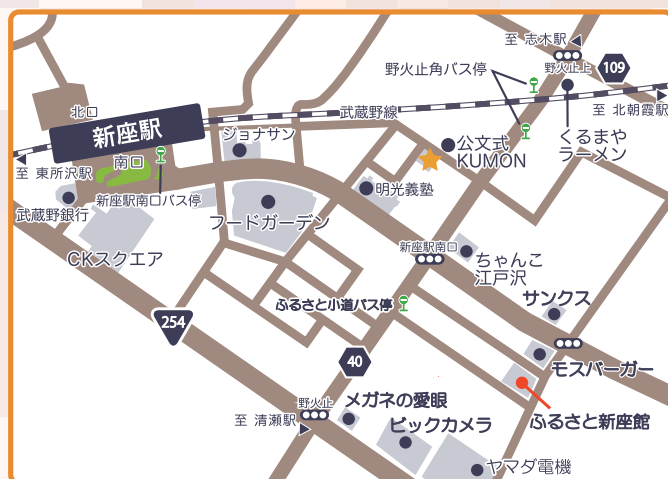 至 志木駅
野火止角バス停
野火止上
109
至 北朝霞駅
北口
武蔵野線
新座駅
ジョナサン
公文式
KUMON
くるまや
ラーメン
至 東所沢駅
南口
明光義塾
新座駅南口バス停
武蔵野銀行
フードガーデン
CKスクエア
新座駅南口
ちゃんこ
江戸沢
サンクス
ふるさと小道バス停
254
40
モスバーガー
メガネの愛眼
野火止
至 清瀬駅
ビックカメラ
ふるさと新座館
ヤマダ電機